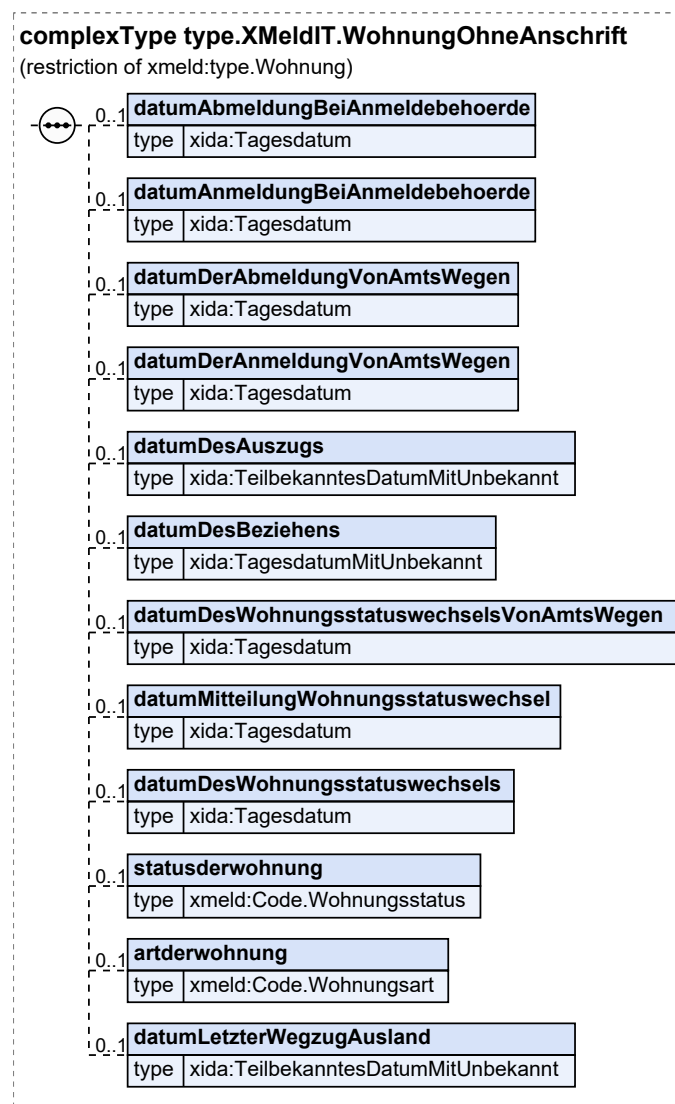 complexType type.XMeldIT.WohnungOhneAnschrift
(restriction of xmeld:type.Wohnung)
0..1 datumAbmeldungBeiAnmeldebehoerde
type xida:Tagesdatum
0..1 datumAnmeldungBeiAnmeldebehoerde
type xida:Tagesdatum
0..1 datumDerAbmeldungVonAmtsWegen
type xida:Tagesdatum
0..1 datumDerAnmeldungVonAmtsWegen
type xida:Tagesdatum
0..1 datumDesAuszugs
type xida:TeilbekanntesDatumMitUnbekannt
0..1 datumDesBeziehens
type xida:TagesdatumMitUnbekannt
0..1 datumDesWohnungsstatuswechselsVonAmtsWegen
type xida:Tagesdatum
0..1 datumMitteilungWohnungsstatuswechsel
type xida:Tagesdatum
0..1 datumDesWohnungsstatuswechsels
type xida:Tagesdatum
0..1 statusderwohnung
type xmeld:Code.Wohnungsstatus
0..1 artderwohnung
type xmeld:Code.Wohnungsart
0..1 datumLetzterWegzugAusland
type xida:TeilbekanntesDatumMitUnbekannt